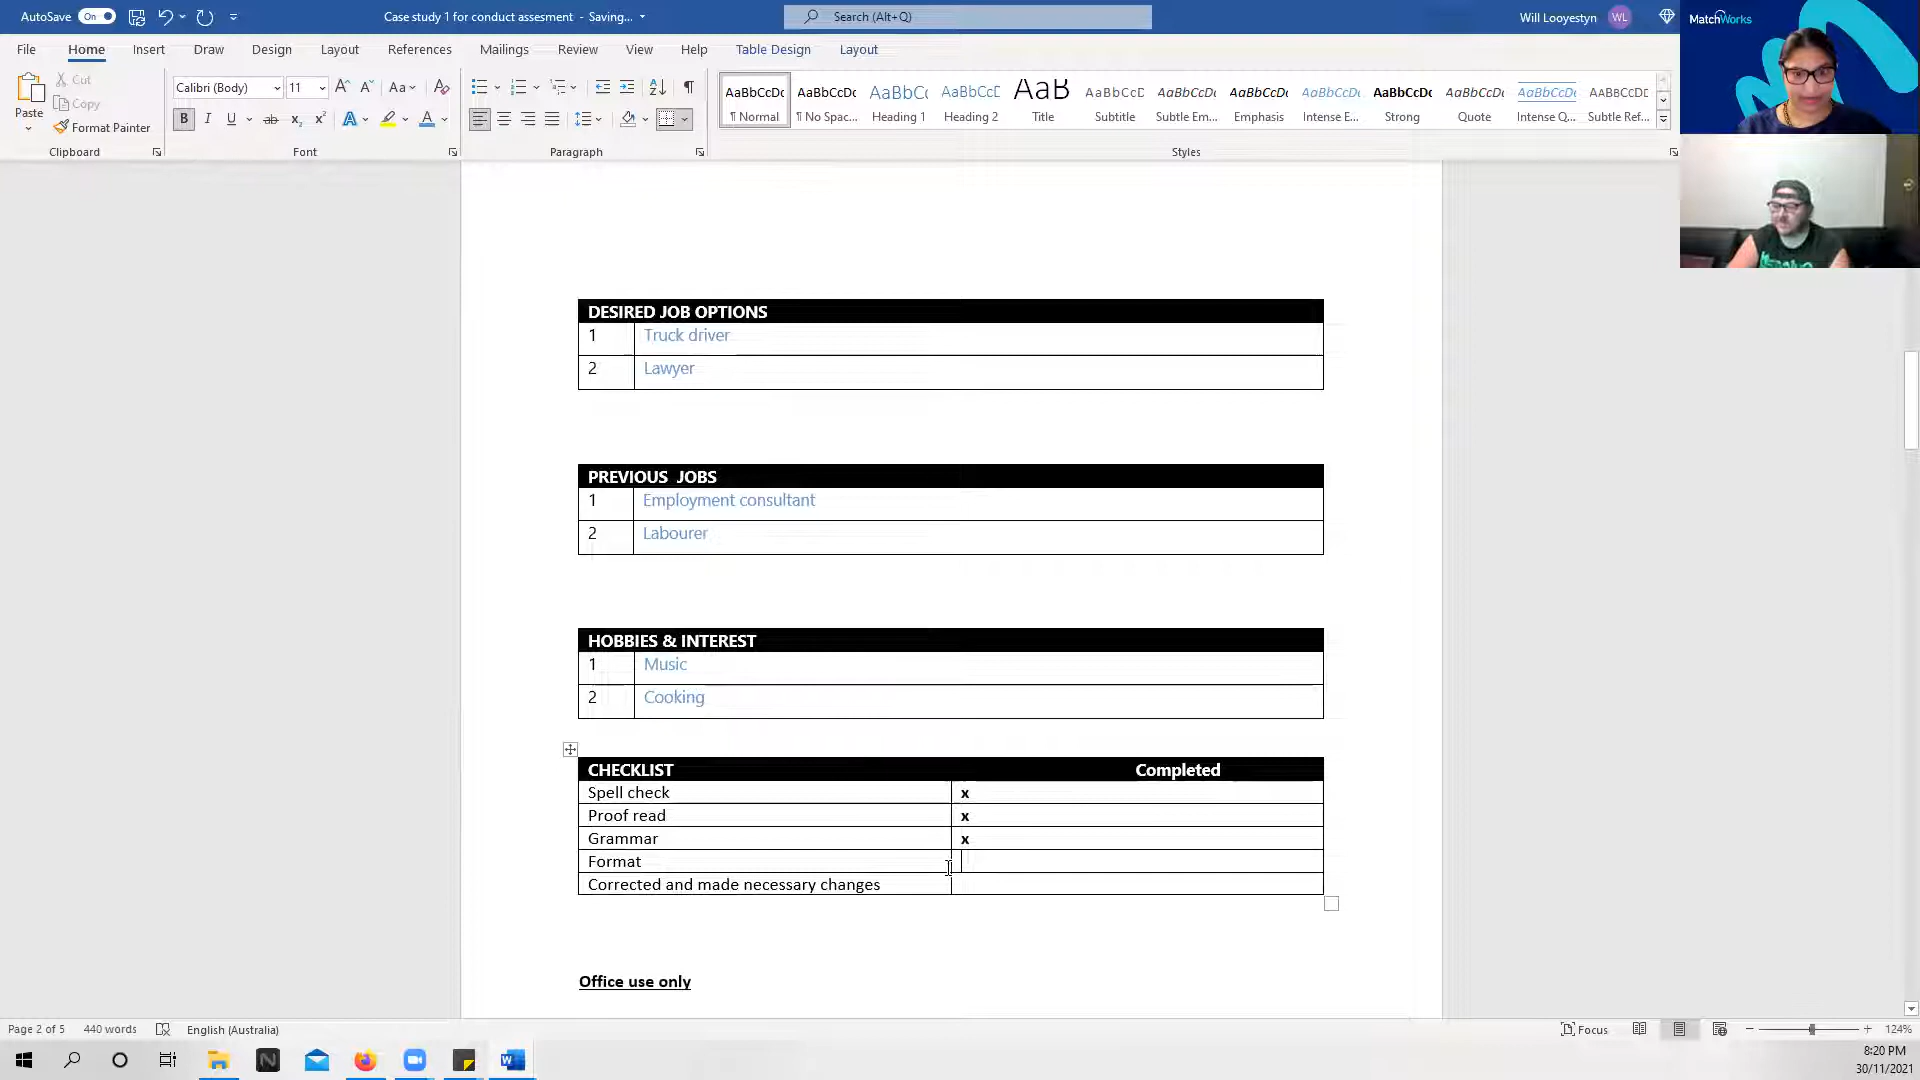 AutoSave On Case study 1 for conduct assesment - Saving... Search (Alt+Q) Will Looyestyn WL MatchWorks
File Home Insert Draw Design Layout References Mailings Review View Help Table Design Layout
Paste Cut Copy Format Painter
Calibri (Body) 11
AaBbCcDc AaBbCcDc AaBbCc AaBbCcD AaB AaBbCcD AaBbCcDc AaBbCcDc AaBbCcDc AaBbCcDc AaBbCcDc AaBbCcDc AaBbCcDc
¶ Normal ¶ No Spac... Heading 1 Heading 2 Title Subtitle Subtle Em... Emphasis Intense E... Strong Quote Intense Q... Subtle Ref...
Clipboard Font Paragraph Styles
DESIRED JOB OPTIONS
1 Truck driver
2 Lawyer
PREVIOUS JOBS
1 Employment consultant
2 Labourer
HOBBIES & INTEREST
1 Music
2 Cooking
CHECKLIST Completed
Spell check x
Proof read x
Grammar x
Format
Corrected and made necessary changes
Office use only
Page 2 of 5 440 words English (Australia) Focus 124%
8:20 PM
30/11/2021